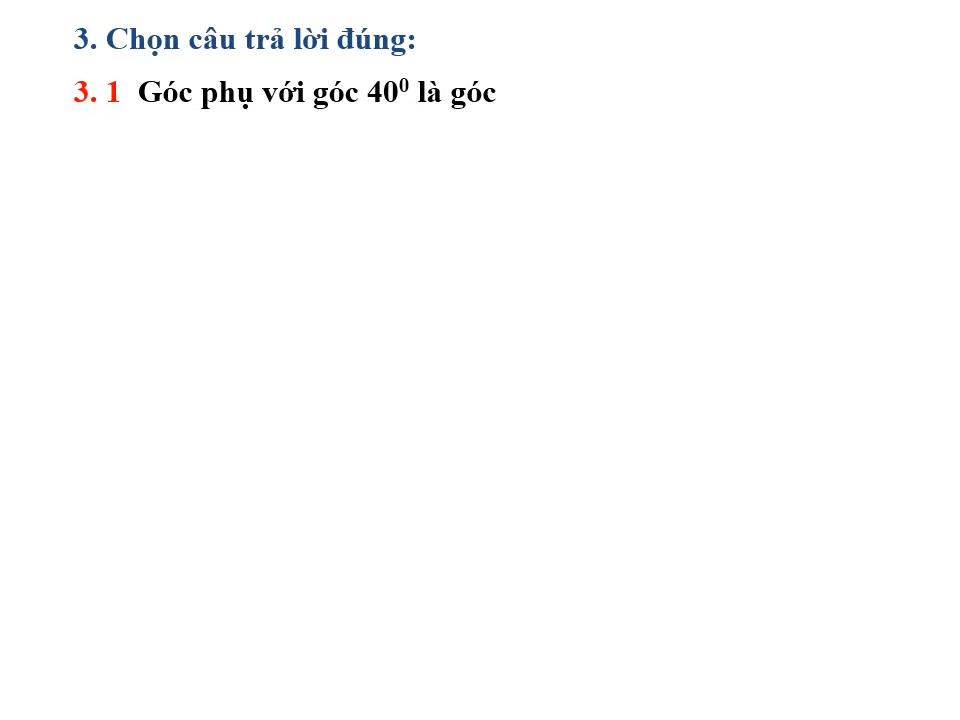 3. Chọn câu trả lời đúng:
3. 1 Góc phụ với góc 40⁰ là góc